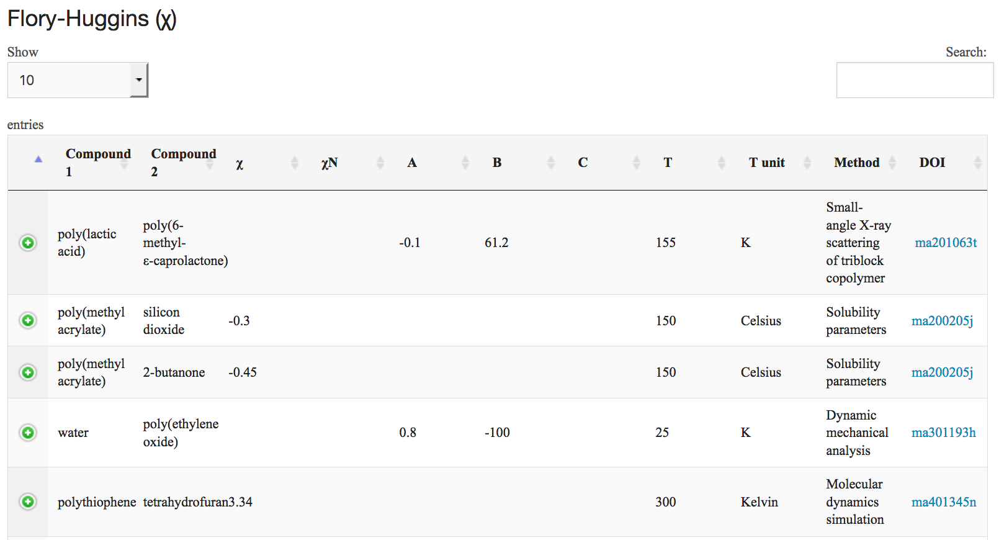 Flory-Huggins (χ)
Show
Search:
10
entries
Compound 1 Compound 2 χ χN A B C T T unit Method DOI
poly(lactic acid) poly(6-methyl-ε-caprolactone) -0.1 61.2 155 K Small-angle X-ray scattering of triblock copolymer ma201063t
poly(methyl acrylate) silicon dioxide -0.3 150 Celsius Solubility parameters ma200205j
poly(methyl acrylate) 2-butanone -0.45 150 Celsius Solubility parameters ma200205j
water poly(ethylene oxide) 0.8 -100 25 K Dynamic mechanical analysis ma301193h
polythiophene tetrahydrofuran 3.34 300 Kelvin Molecular dynamics simulation ma401345n